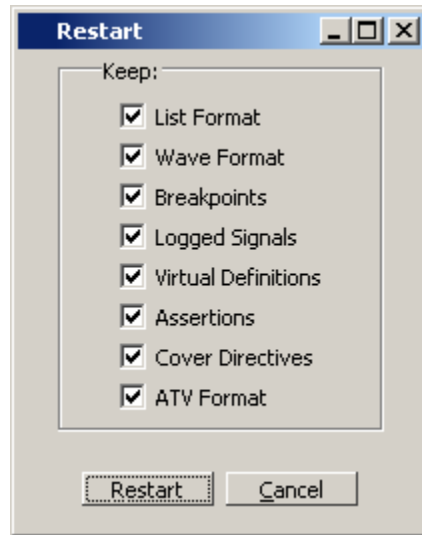 Restart
Keep:
List Format
Wave Format
Breakpoints
Logged Signals
Virtual Definitions
Assertions
Cover Directives
ATV Format
Restart
Cancel